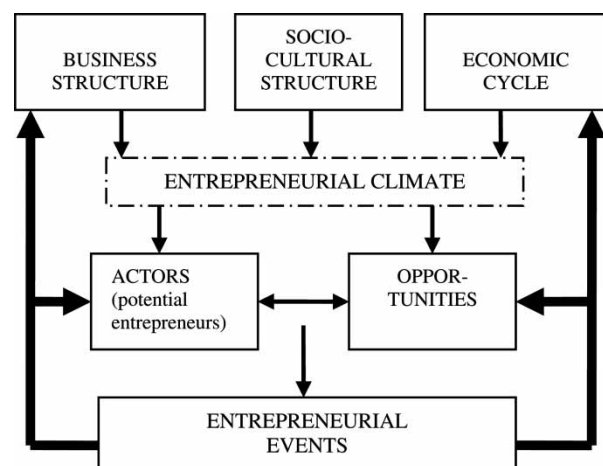 BUSINESS
STRUCTURE
SOCIO-
CULTURAL
STRUCTURE
ECONOMIC
CYCLE
ENTREPRENEURIAL CLIMATE
ACTORS
(potential
entrepreneurs)
OPPOR-
TUNITIES
ENTREPRENEURIAL
EVENTS